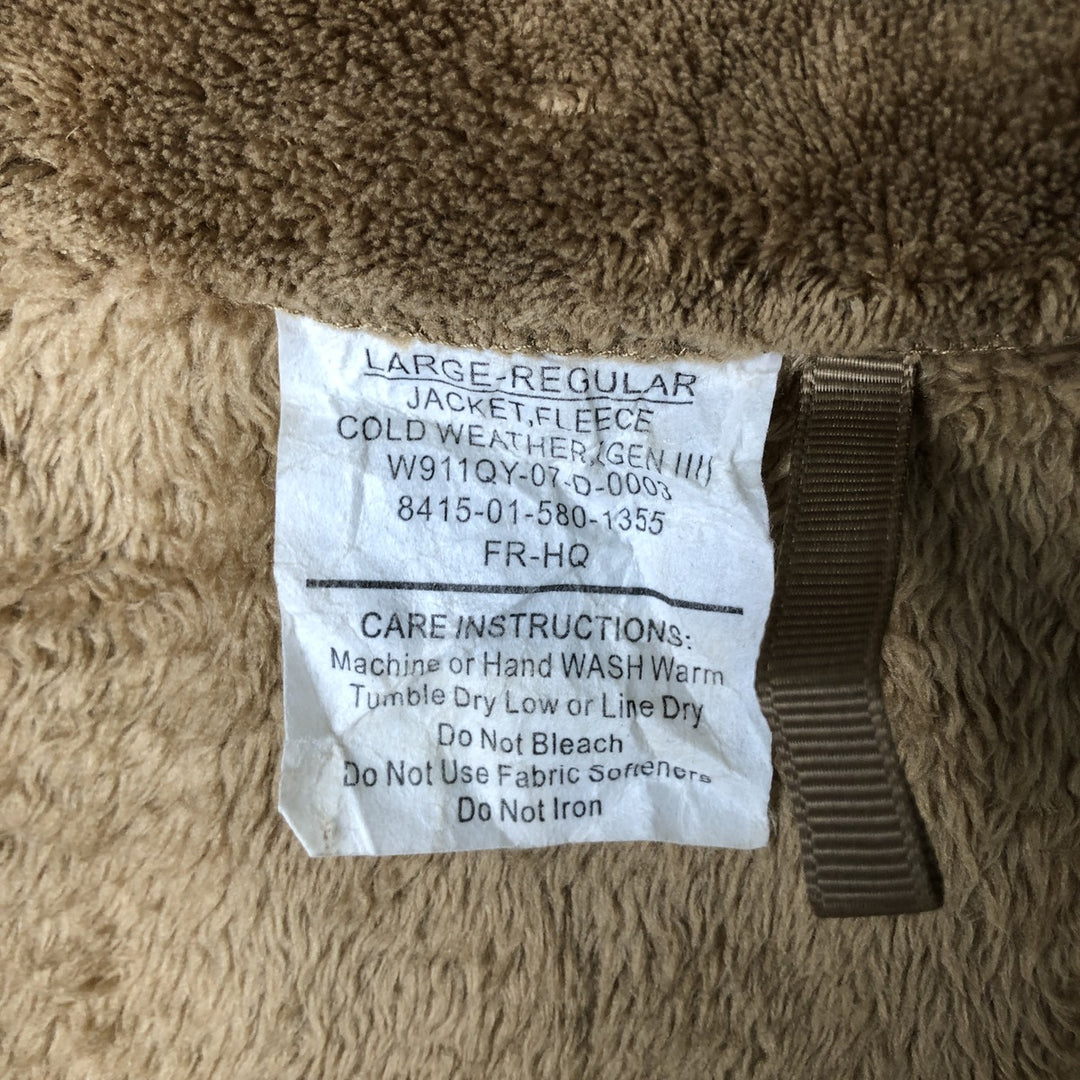 LARGE-REGULAR
JACKET,FLEECE
COLD WEATHER,(GEN III)
W911QY-07-D-0003
8415-01-580-1355
FR-HQ
CARE INSTRUCTIONS:
Machine or Hand WASH Warm
Tumble Dry Low or Line Dry
Do Not Bleach
Do Not Use Fabric Softeners
Do Not Iron